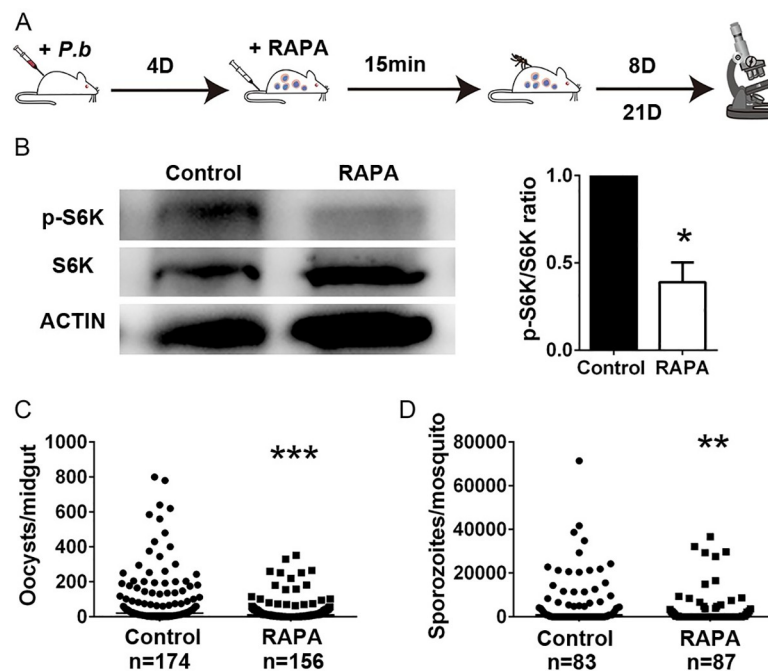 A
+ P.b
4D
+ RAPA
15min
8D
21D
B
Control RAPA
p-S6K
S6K
ACTIN
p-S6K/S6K ratio
1.0
0.5
0.0
*
Control RAPA
C
Oocysts/midgut
1000
800
600
400
200
0
***
Control RAPA
n=174 n=156
D
Sporozoites/mosquito
80000
60000
40000
20000
0
**
Control RAPA
n=83 n=87